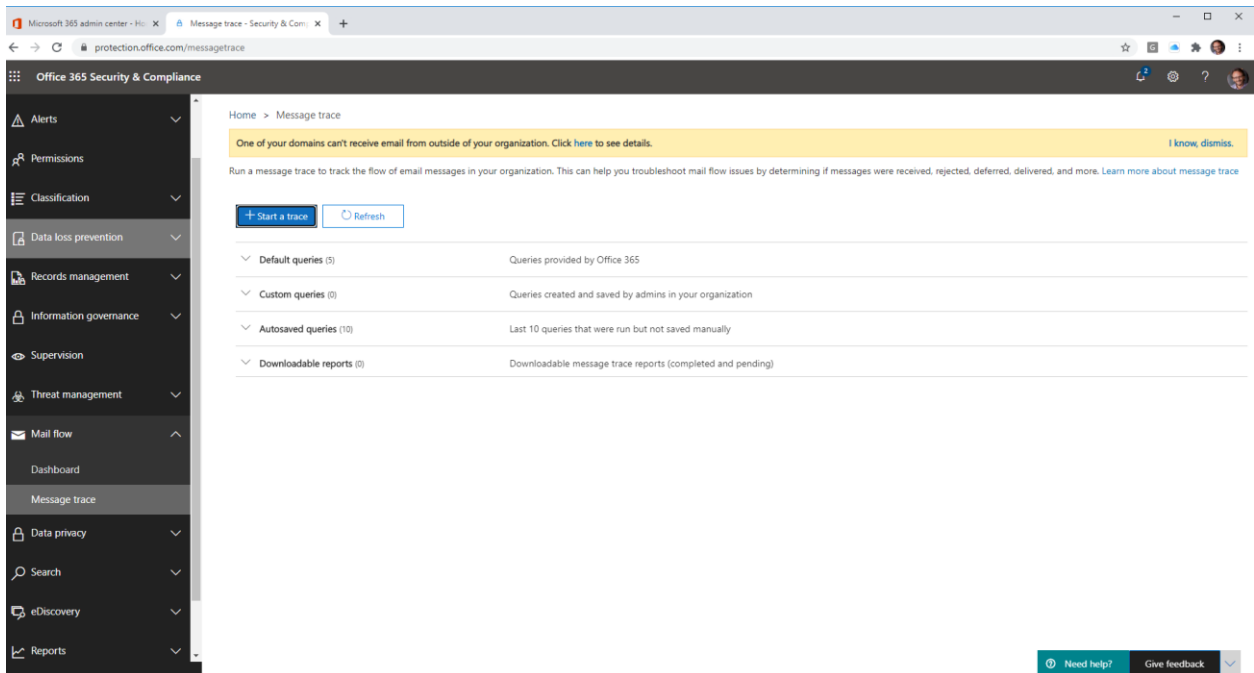 Microsoft 365 admin center - Ho
Message trace - Security & Com
protection.office.com/messagetrace
Office 365 Security & Compliance
2
Alerts
Permissions
Classification
Data loss prevention
Records management
Information governance
Supervision
Threat management
Mail flow
Dashboard
Message trace
Data privacy
Search
eDiscovery
Reports
Home > Message trace
One of your domains can't receive email from outside of your organization. Click here to see details. I know, dismiss.
Run a message trace to track the flow of email messages in your organization. This can help you troubleshoot mail flow issues by determining if messages were received, rejected, deferred, delivered, and more. Learn more about message trace
+ Start a trace Refresh
Default queries (5) Queries provided by Office 365
Custom queries (0) Queries created and saved by admins in your organization
Autosaved queries (10) Last 10 queries that were run but not saved manually
Downloadable reports (0) Downloadable message trace reports (completed and pending)
Need help? Give feedback